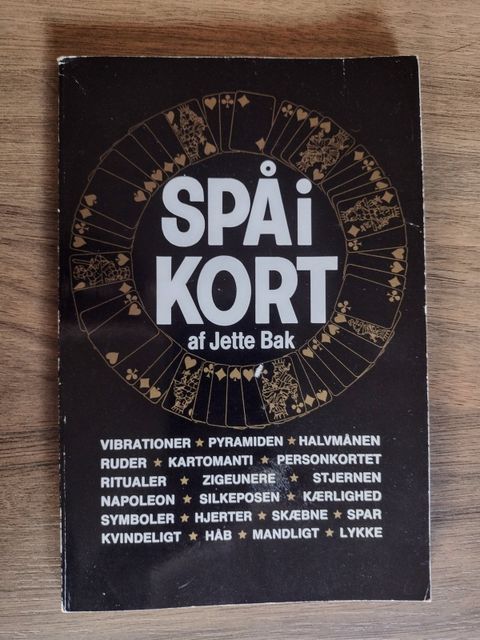 SPÅ i
KORT
af Jette Bak
VIBRATIONER ★ PYRAMIDEN ★ HALVMÅNEN
RUDER ★ KARTOMANTI ★ PERSONKORTET
RITUALER ★ ZIGEUNERE ★ STJERNEN
NAPOLEON ★ SILKEPOSEN ★ KÆRLIGHED
SYMBOLER ★ HJERTER ★ SKÆBNE ★ SPAR
KVINDELIGT ★ HÅB ★ MANDLIGT ★ LYKKE